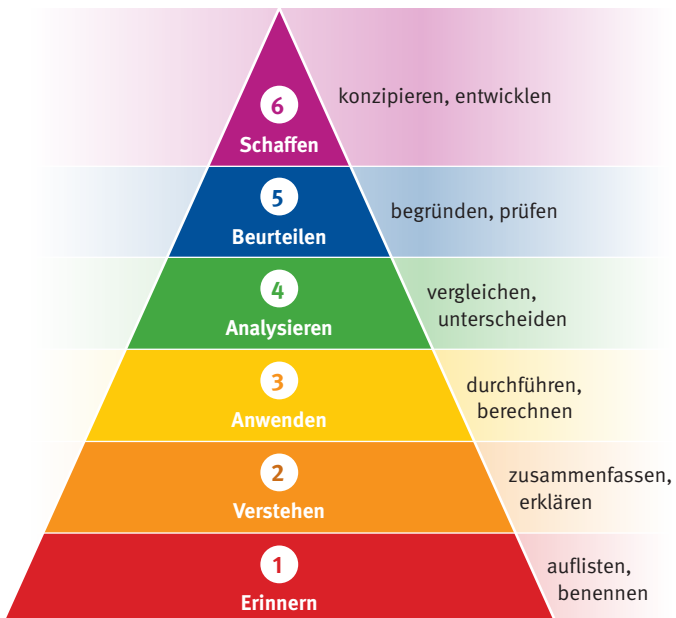 6
Schaffen
konzipieren, entwicklen
5
Beurteilen
begründen, prüfen
4
Analysieren
vergleichen,
unterscheiden
3
Anwenden
durchführen,
berechnen
2
Verstehen
zusammenfassen,
erklären
1
Erinnern
auflisten,
benennen